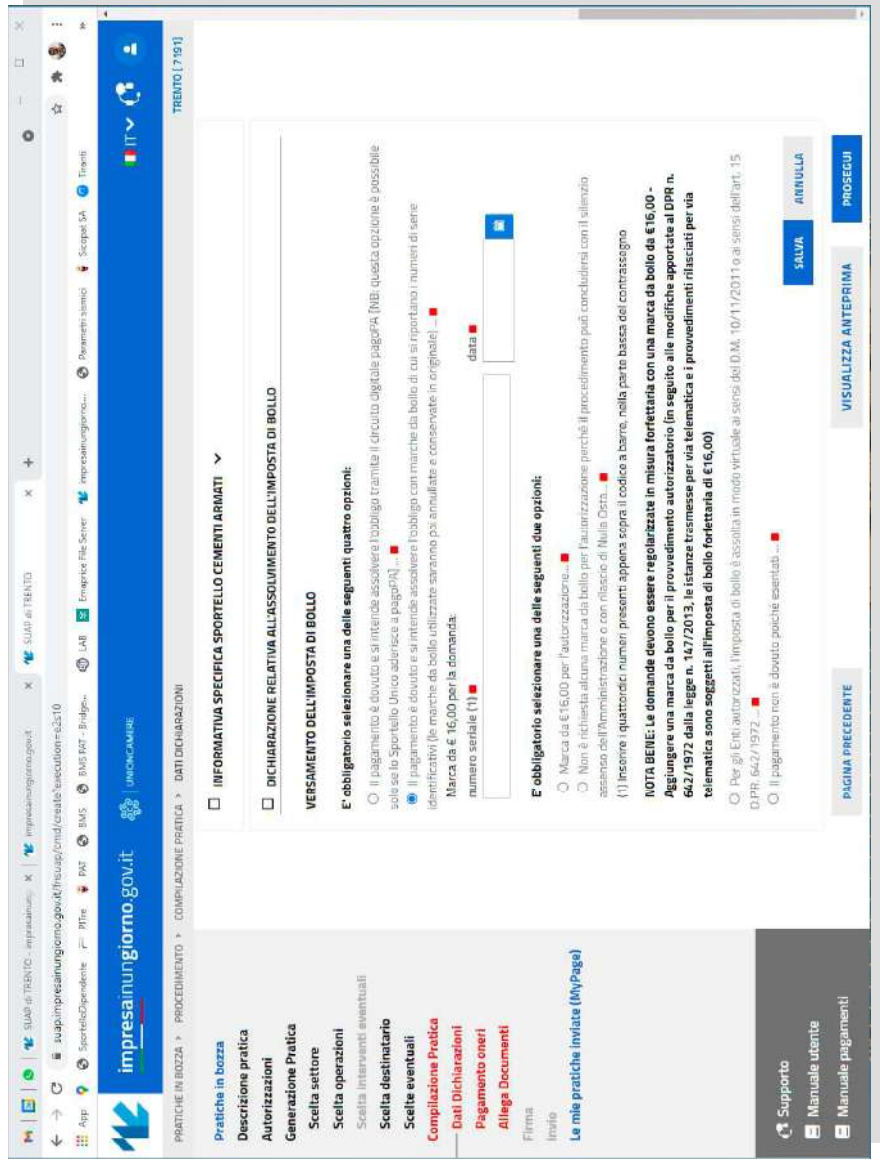 SUAP di TRENTO - impresainung
impresainungiorno.gov.it
SUAP di TRENTO
suap.impresainungiorno.gov.it/frisuap/cmd/create?execution=e2s10
App
SportelloDipendente
PITre
PAT
BMS
BMS PAT - Bridge...
LAB
Emaprice File Server
impresainungiorno....
Parametri sismici
Sicopat SA
Tiranti
impresainungiorno.gov.it
UNIONCAMERE
IT
PRATICHE IN BOZZA > PROCEDIMENTO > COMPILAZIONE PRATICA > DATI DICHIARAZIONI
TRENTO [7191]
Pratiche in bozza
Descrizione pratica
Autorizzazioni
Generazione Pratica
Scelta settore
Scelta operazioni
Scelta interventi eventuali
Scelta destinatario
Scelte eventuali
Compilazione Pratica
Dati Dichiarazioni
Pagamento oneri
Allega Documenti
Firma
Invio
Le mie pratiche inviate (MyPage)
Supporto
Manuale utente
Manuale pagamenti
INFORMATIVA SPECIFICA SPORTELLO CEMENTI ARMATI
DICHIARAZIONE RELATIVA ALL'ASSOLVIMENTO DELL'IMPOSTA DI BOLLO
VERSAMENTO DELL'IMPOSTA DI BOLLO
E' obbligatorio selezionare una delle seguenti quattro opzioni:
Il pagamento è dovuto e si intende assolvere l'obbligo tramite il circuito digitale pagoPA [NB: questa opzione è possibile
solo se lo Sportello Unico aderisce a pagoPA] ...
Il pagamento è dovuto e si intende assolvere l'obbligo con marche da bollo di cui si riportano i numeri di serie
identificativi (le marche da bollo utilizzate saranno poi annullate e conservate in originale) ...
Marca da € 16,00 per la domanda:
numero seriale (1)
data
E' obbligatorio selezionare una delle seguenti due opzioni:
Marca da €16,00 per l'autorizzazione...
Non è richiesta alcuna marca da bollo per l'autorizzazione perché il procedimento può concludersi con il silenzio
assenso dell'Amministrazione o con rilascio di Nulla Osta...
(1) Inserire i quattordici numeri presenti appena sopra il codice a barre, nella parte bassa del contrassegno
NOTA BENE: Le domande devono essere regolarizzate in misura forfettaria con una marca da bollo da €16,00 -
Aggiungere una marca da bollo per il provvedimento autorizzatorio (in seguito alle modifiche apportate al DPR n.
642/1972 dalla legge n. 147/2013, le istanze trasmesse per via telematica e i provvedimenti rilasciati per via
telematica sono soggetti all'imposta di bollo forfettaria di €16,00)
Per gli Enti autorizzati, l'imposta di bollo è assolta in modo virtuale ai sensi del D.M. 10/11/2011 o ai sensi dell'art. 15
D.P.R. 642/1972 ...
Il pagamento non è dovuto poiché esentati ...
SALVA
ANNULLA
PAGINA PRECEDENTE
VISUALIZZA ANTEPRIMA
PROSEGUI